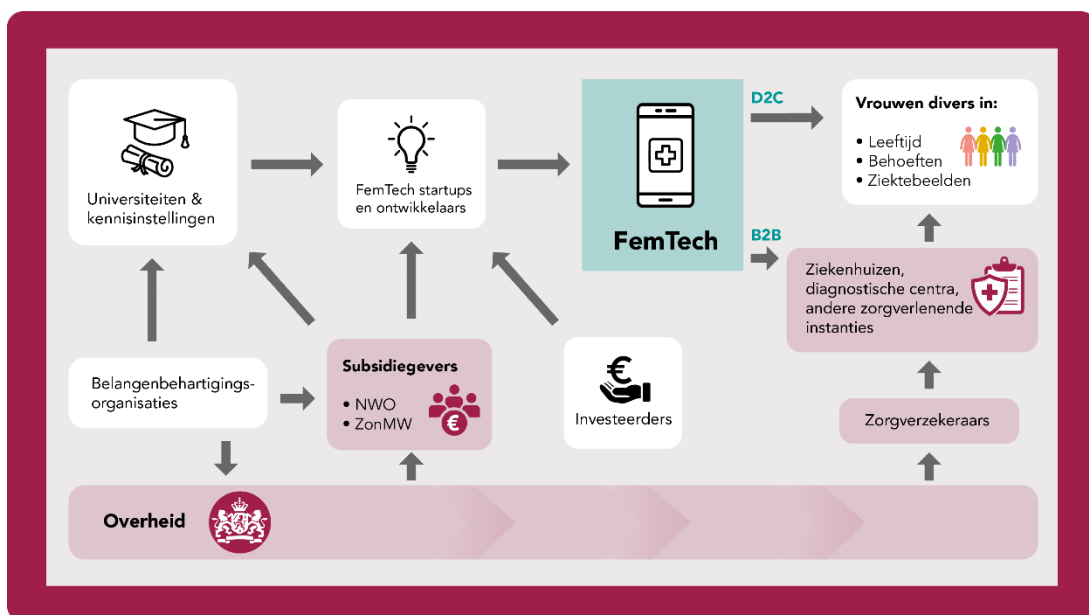 Universiteiten &
kennisinstellingen
FemTech startups
en ontwikkelaars
FemTech
D2C
B2B
Vrouwen divers in:
• Leeftijd
• Behoeften
• Ziektebeelden
Ziekenhuizen,
diagnostische centra,
andere zorgverlenende
instanties
Belangenbehartigings-
organisaties
Subsidiegevers
• NWO
• ZonMW
€
€
Investeerders
Zorgverzekeraars
Overheid